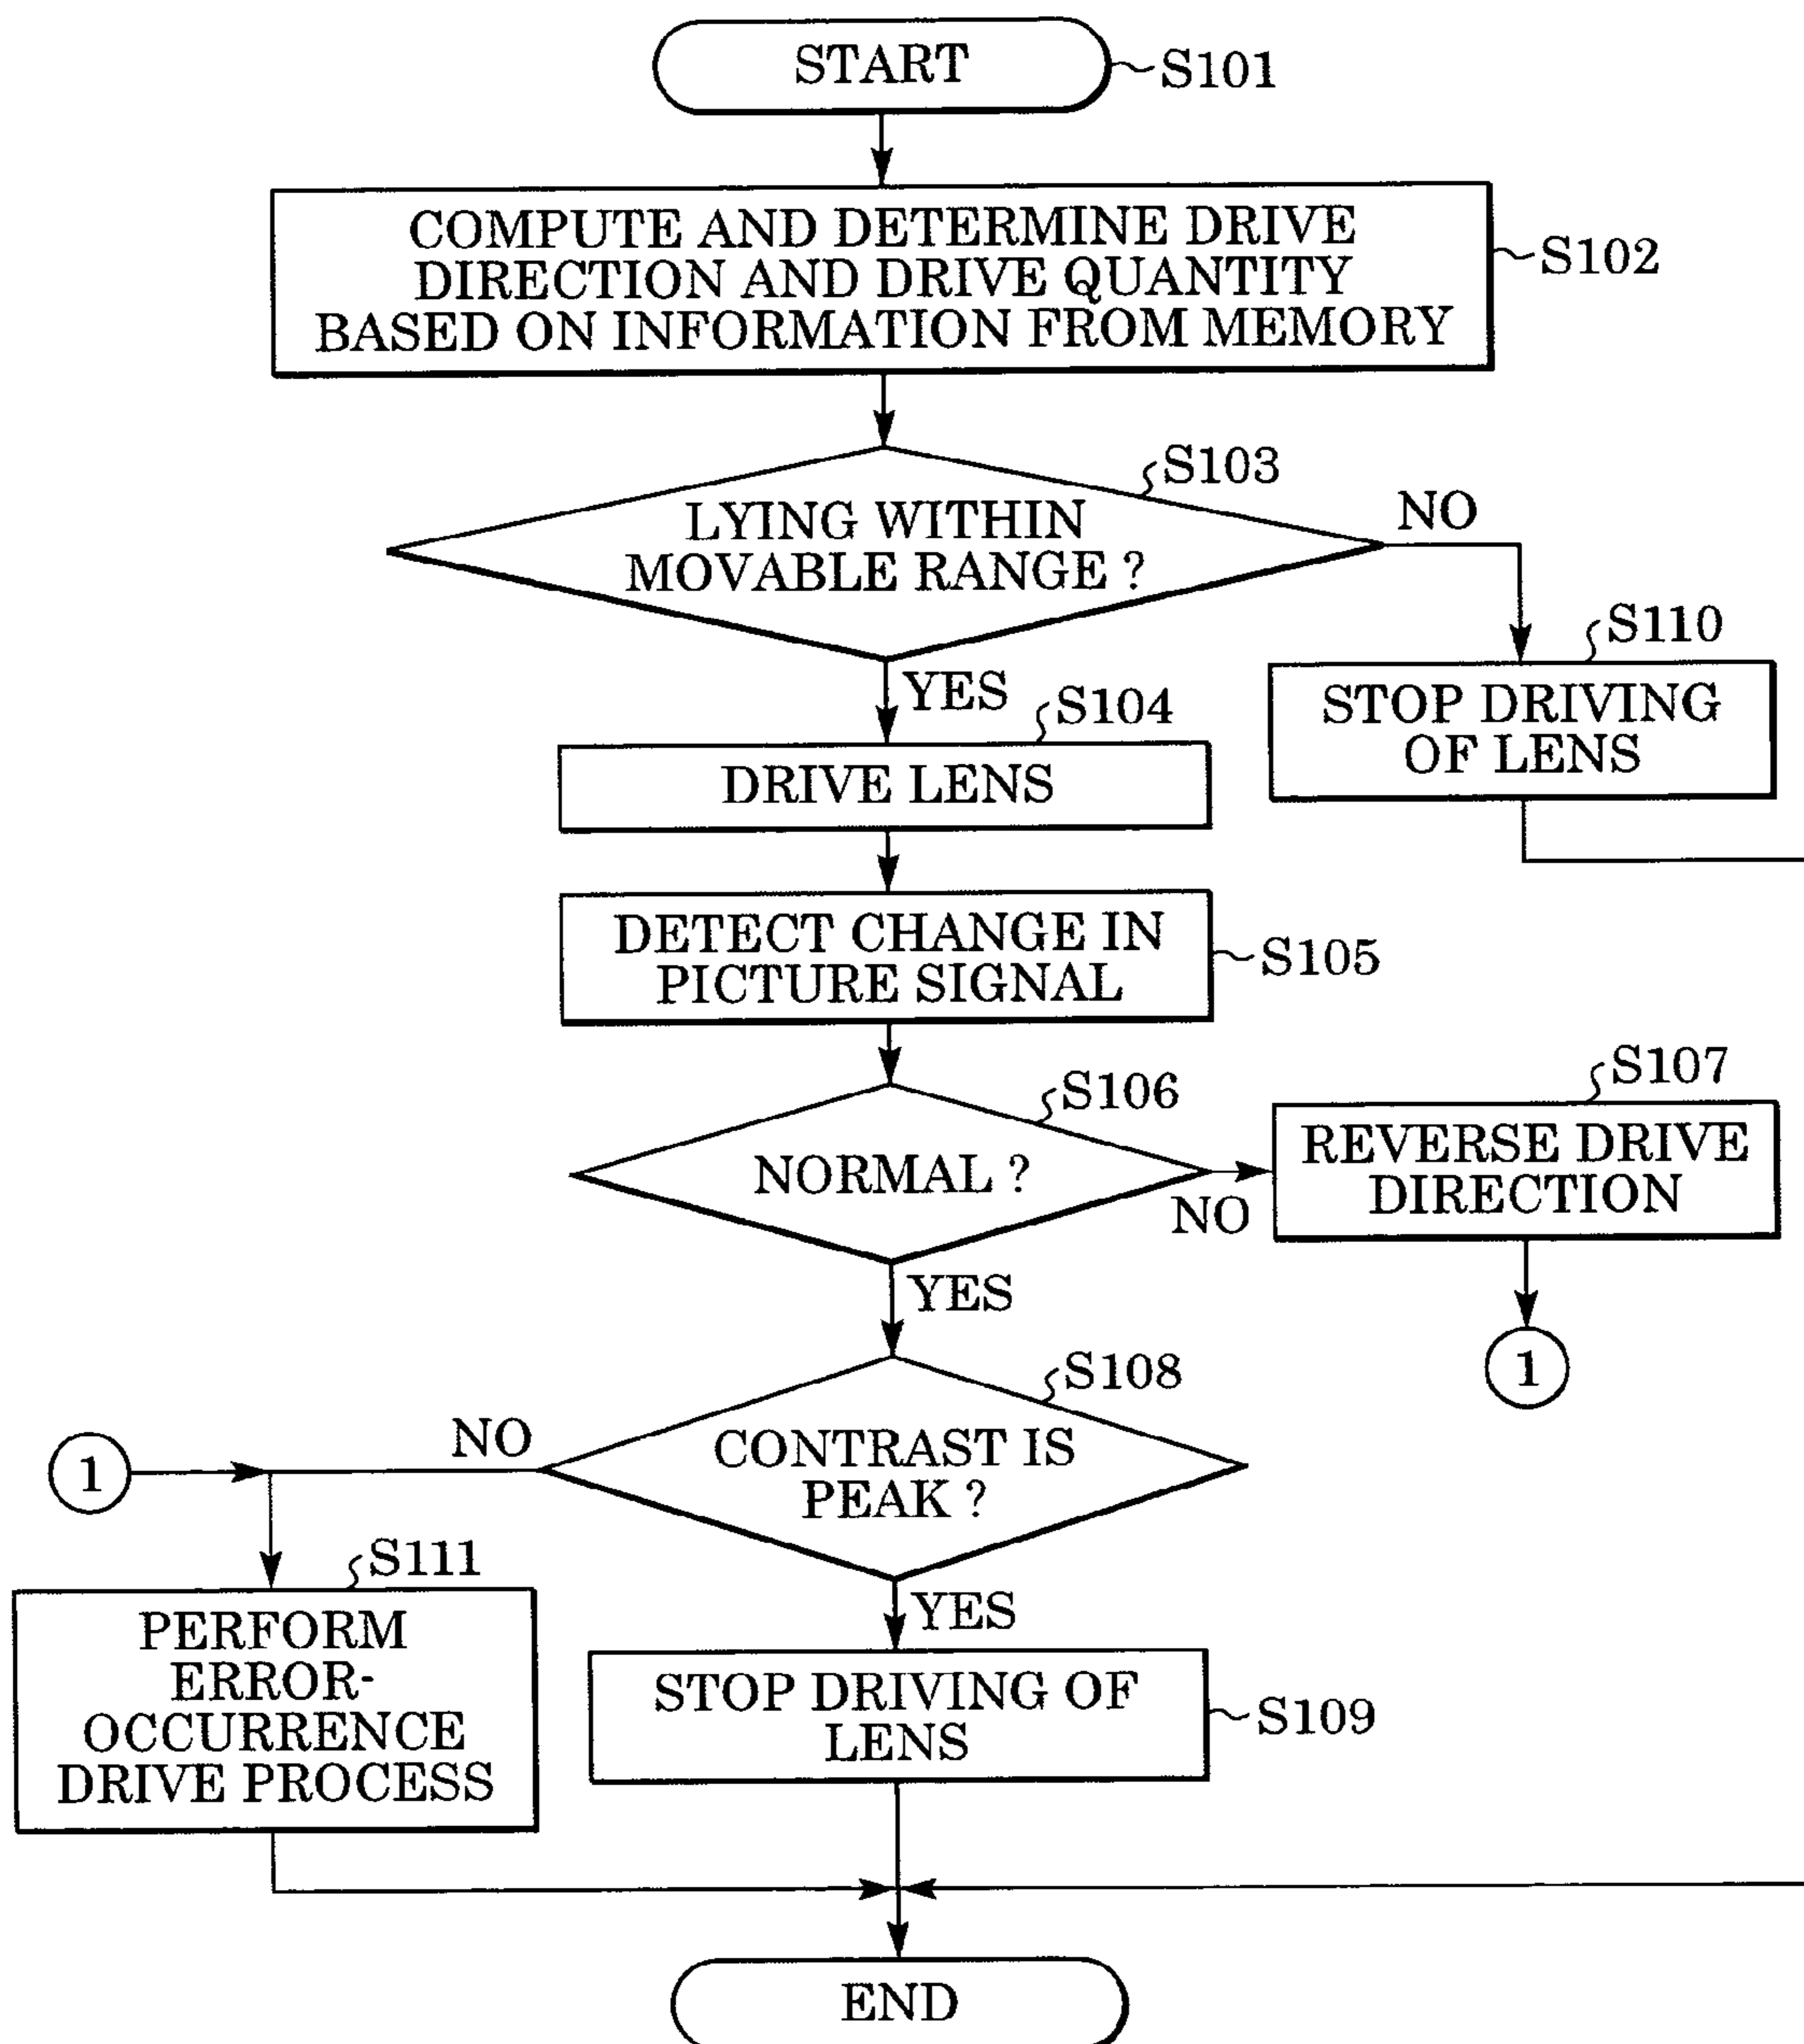 START
S101
COMPUTE AND DETERMINE DRIVE
DIRECTION AND DRIVE QUANTITY
BASED ON INFORMATION FROM MEMORY
S102
S103
LYING WITHIN
MOVABLE RANGE ?
NO
YES
S110
STOP DRIVING
OF LENS
S104
DRIVE LENS
DETECT CHANGE IN
PICTURE SIGNAL
S105
S106
NORMAL ?
NO
YES
S107
REVERSE DRIVE
DIRECTION
1
S108
CONTRAST IS
PEAK ?
NO
1
YES
S111
PERFORM
ERROR-
OCCURRENCE
DRIVE PROCESS
STOP DRIVING OF
LENS
S109
END